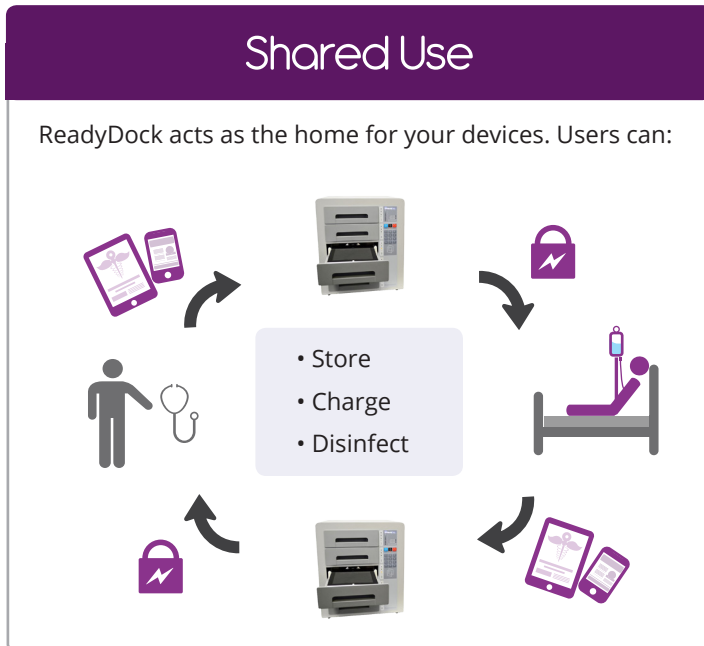 Shared Use
ReadyDock acts as the home for your devices. Users can:
• Store
• Charge
• Disinfect